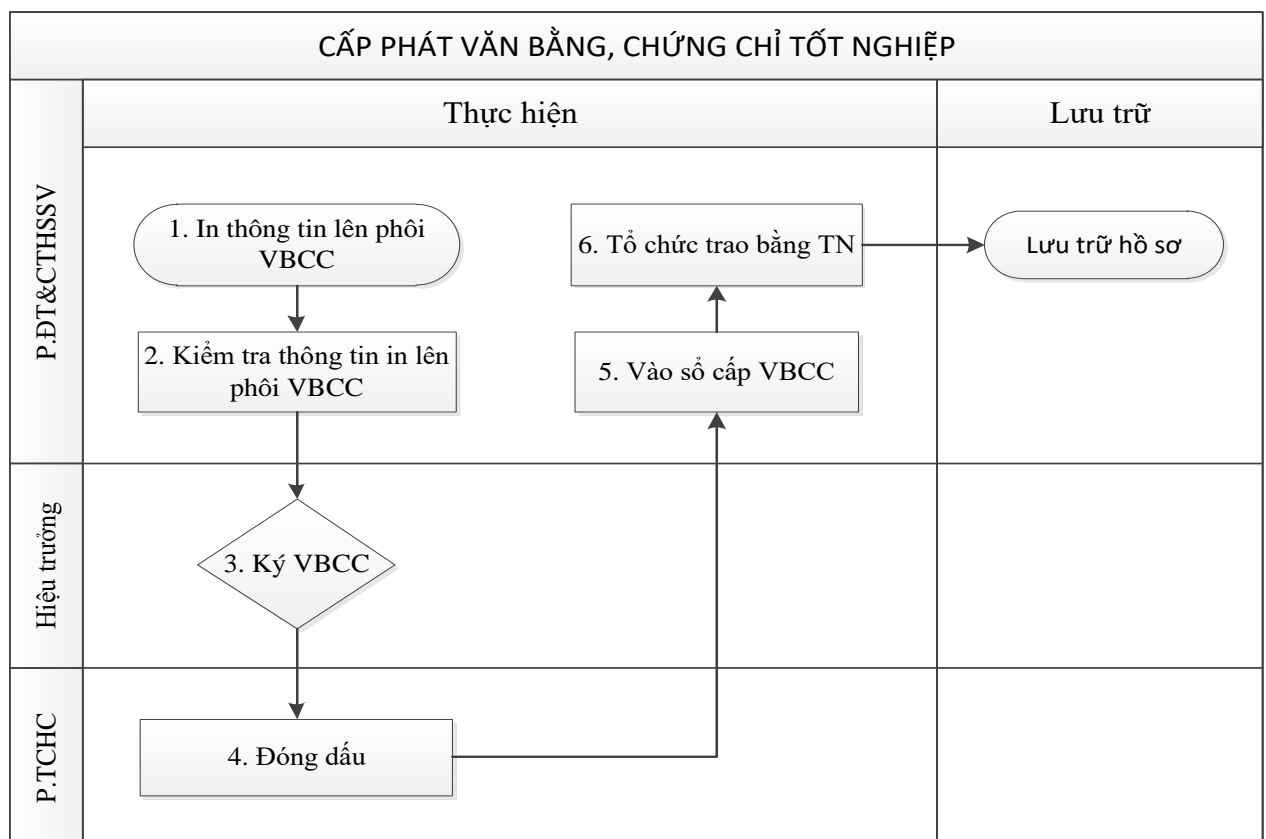 CẤP PHÁT VĂN BẰNG, CHỨNG CHỈ TỐT NGHIỆP
Thực hiện
Lưu trữ
P.ĐT&CTHSSV
1. In thông tin lên phôi
VBCC
2. Kiểm tra thông tin in lên
phôi VBCC
6. Tổ chức trao bằng TN
5. Vào sổ cấp VBCC
Lưu trữ hồ sơ
Hiệu trưởng
3. Ký VBCC
P.TCHC
4. Đóng dấu